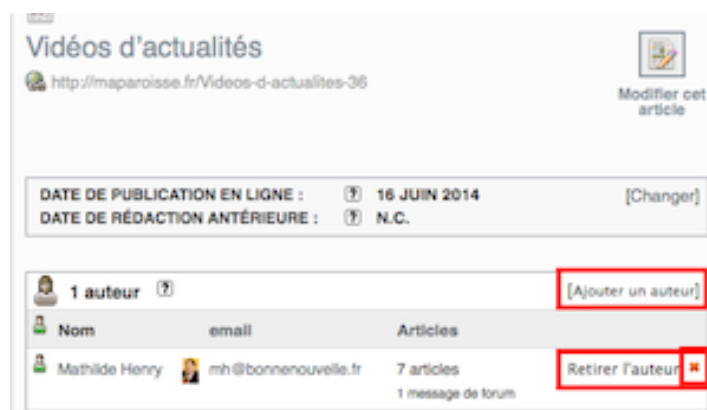 Vidéos d'actualités
http://maparoisse.fr/Videos-d-actualites-36
Modifier cet
article
DATE DE PUBLICATION EN LIGNE : ? 16 JUIN 2014 [Changer]
DATE DE RÉDACTION ANTÉRIEURE : ? N.C.
1 auteur ? [Ajouter un auteur]
Nom email Articles
Mathilde Henry mh@bonnenouvelle.fr 7 articles Retirer l'auteur
1 message de forum